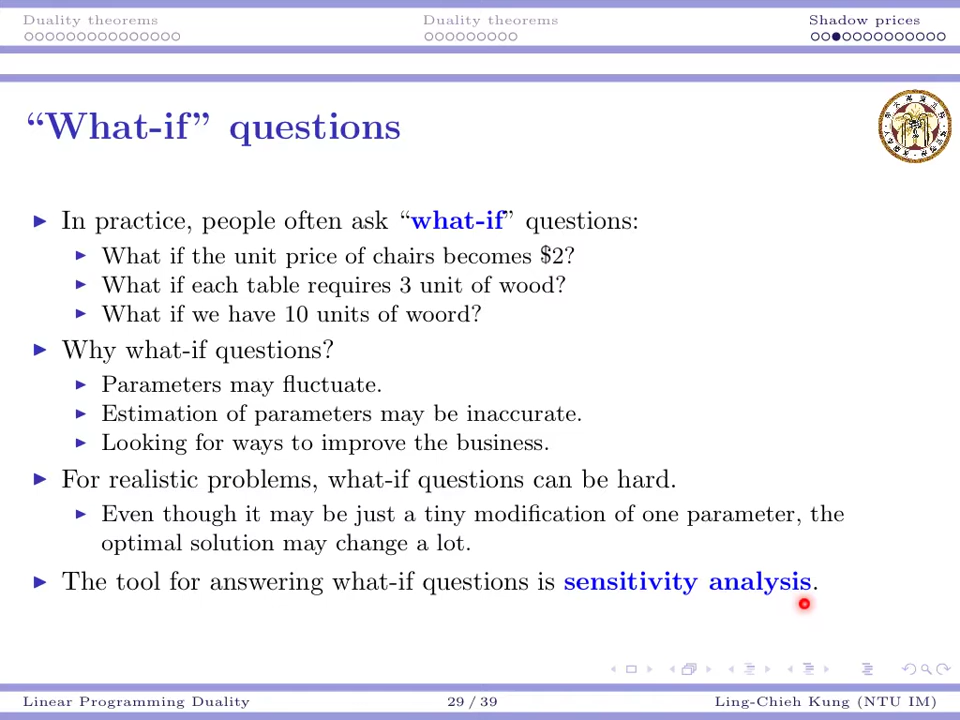 Duality theorems Duality theorems Shadow prices
“What-if” questions
In practice, people often ask “what-if” questions:
What if the unit price of chairs becomes $2?
What if each table requires 3 unit of wood?
What if we have 10 units of woord?
Why what-if questions?
Parameters may fluctuate.
Estimation of parameters may be inaccurate.
Looking for ways to improve the business.
For realistic problems, what-if questions can be hard.
Even though it may be just a tiny modification of one parameter, the
optimal solution may change a lot.
The tool for answering what-if questions is sensitivity analysis.
Linear Programming Duality 29 / 39 Ling-Chieh Kung (NTU IM)